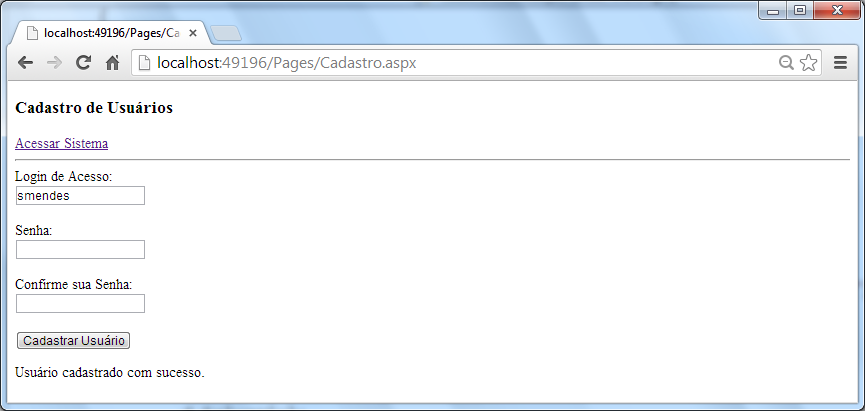 localhost:49196/Pages/Ca
localhost:49196/Pages/Cadastro.aspx
Cadastro de Usuários
Acessar Sistema
Login de Acesso:
smendes
Senha:
Confirme sua Senha:
Cadastrar Usuário
Usuário cadastrado com sucesso.